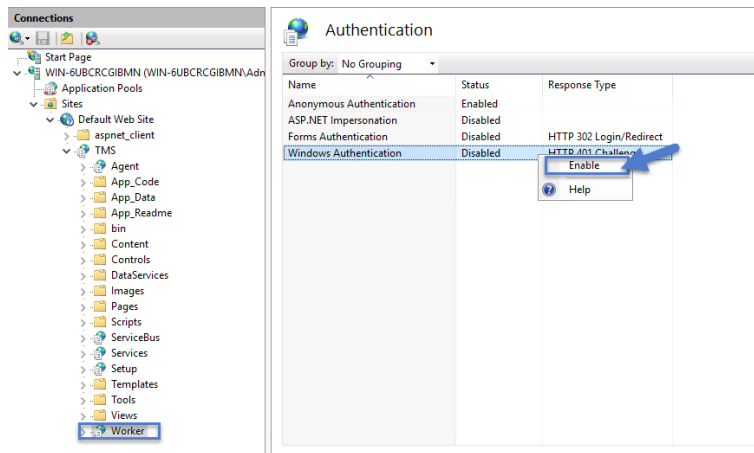 Connections
Start Page
WIN-6UBCRCGIBMN (WIN-6UBCRCGIBMN\Adn
Application Pools
Sites
Default Web Site
aspnet_client
TMS
Agent
App_Code
App_Data
App_Readme
bin
Content
Controls
DataServices
Images
Pages
Scripts
ServiceBus
Services
Setup
Templates
Tools
Views
Worker
Authentication
Group by: No Grouping
Name Status Response Type
Anonymous Authentication Enabled
ASP.NET Impersonation Disabled
Forms Authentication Disabled HTTP 302 Login/Redirect
Windows Authentication Disabled HTTP 401 Challeng
Enable
Help